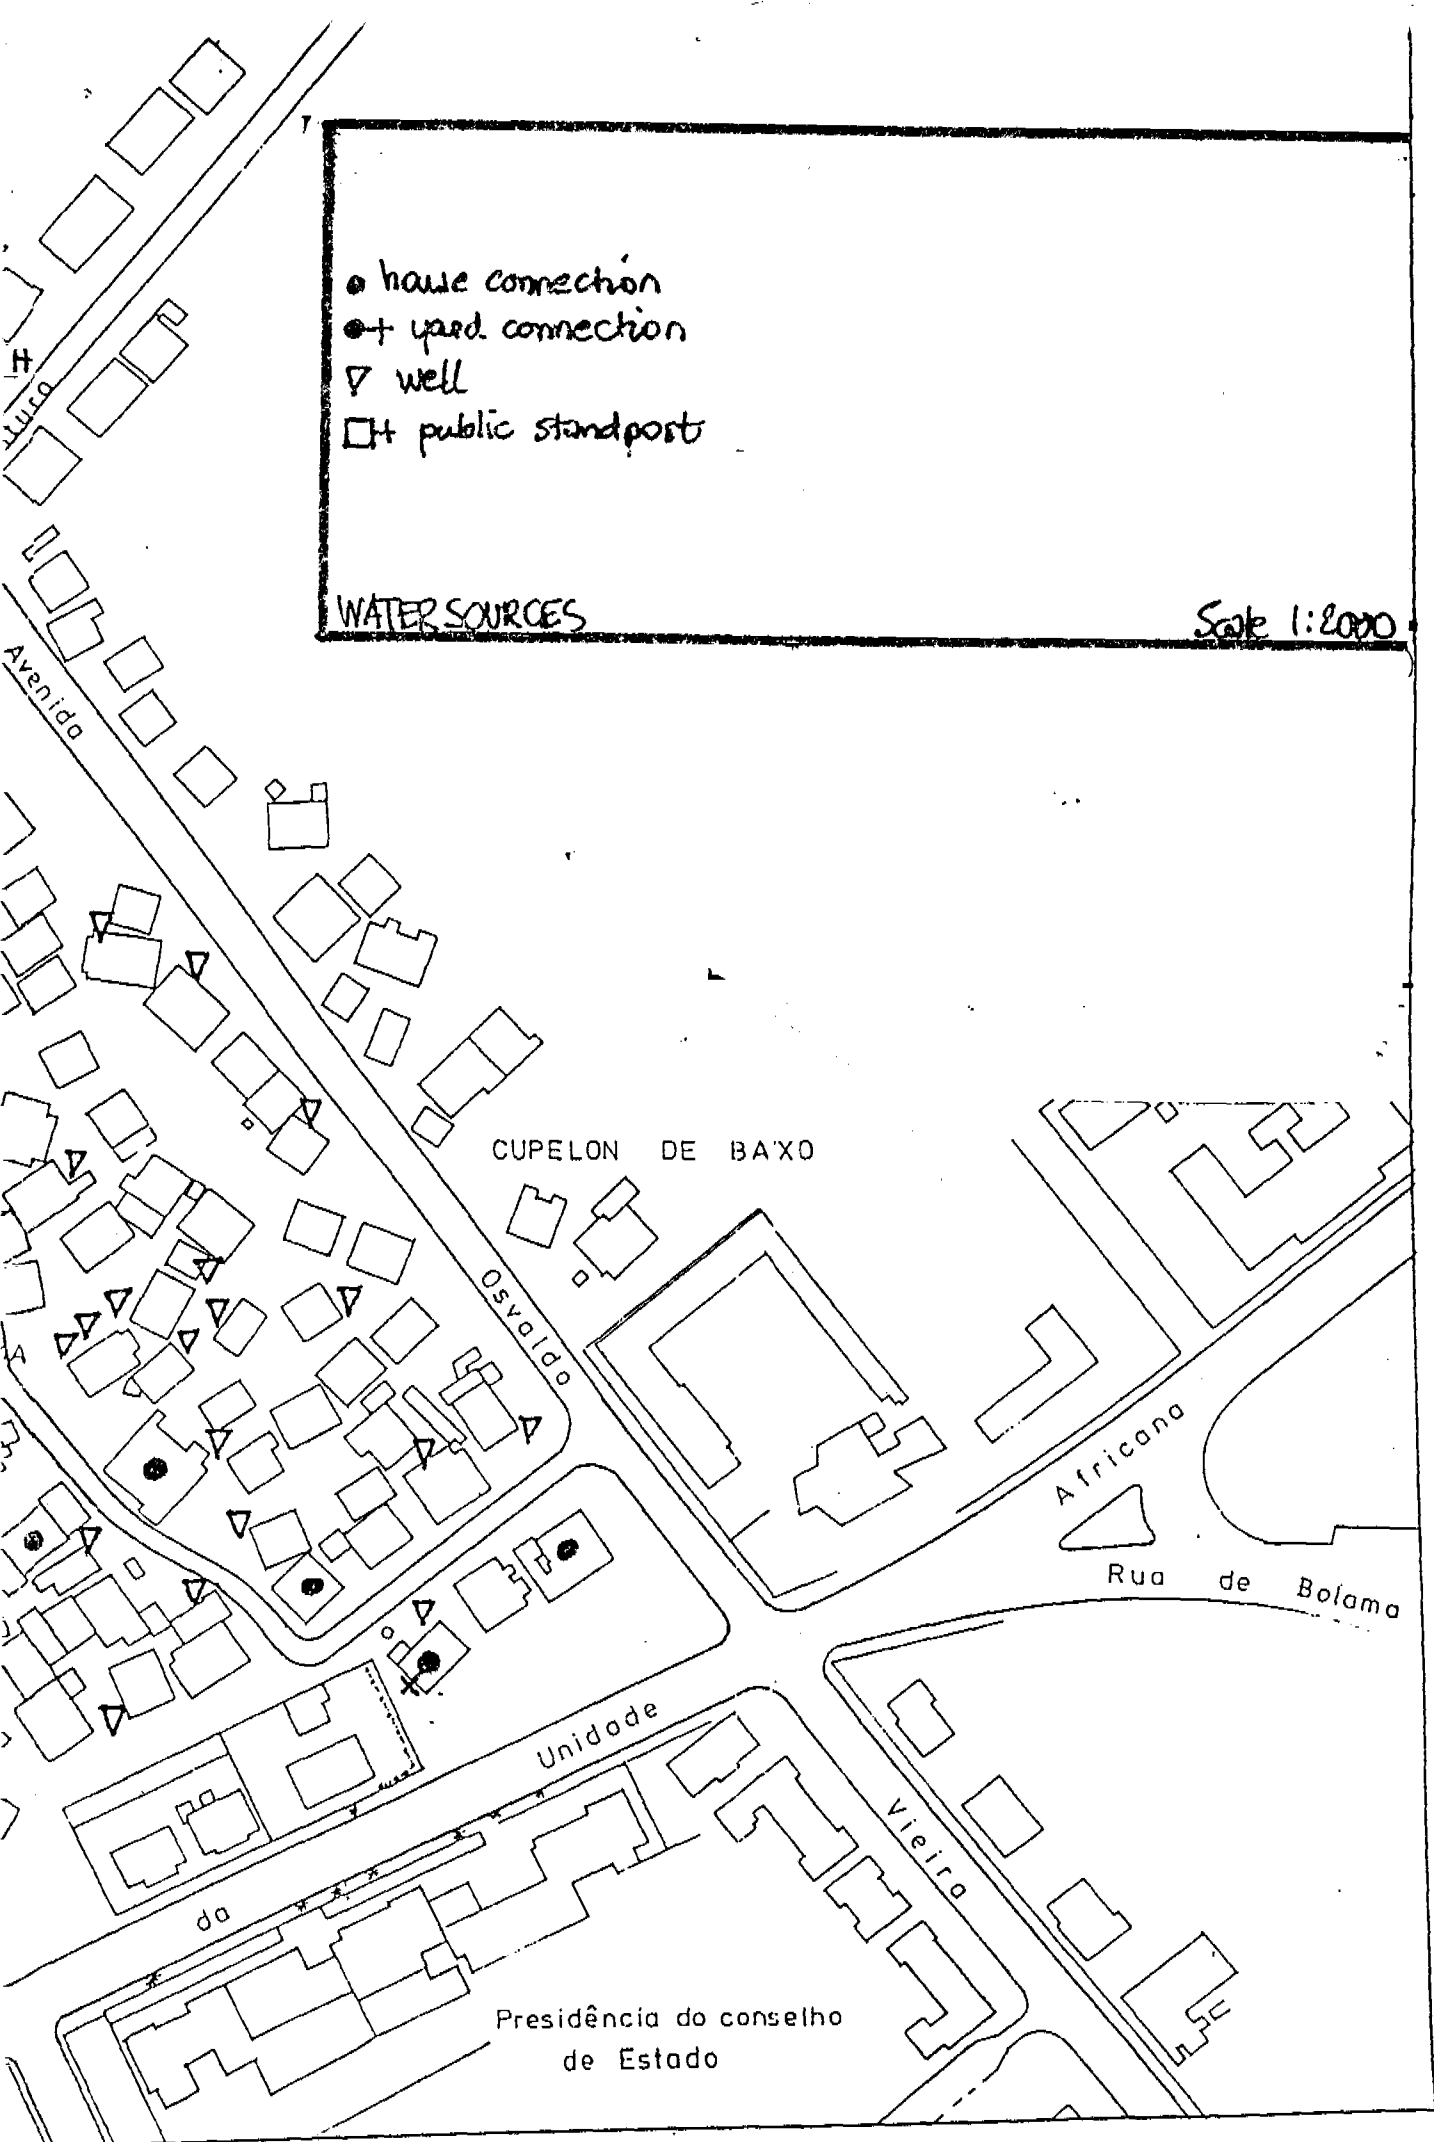 house connection
+ yard connection
well
+ public standpost
WATER SOURCES
Scale 1:2000
H
Avenida
CUPELON DE BAIXO
Osvaldo
A
Africana
Rua de Bolama
Unidade
Vieira
da
Presidência do conselho
de Estado